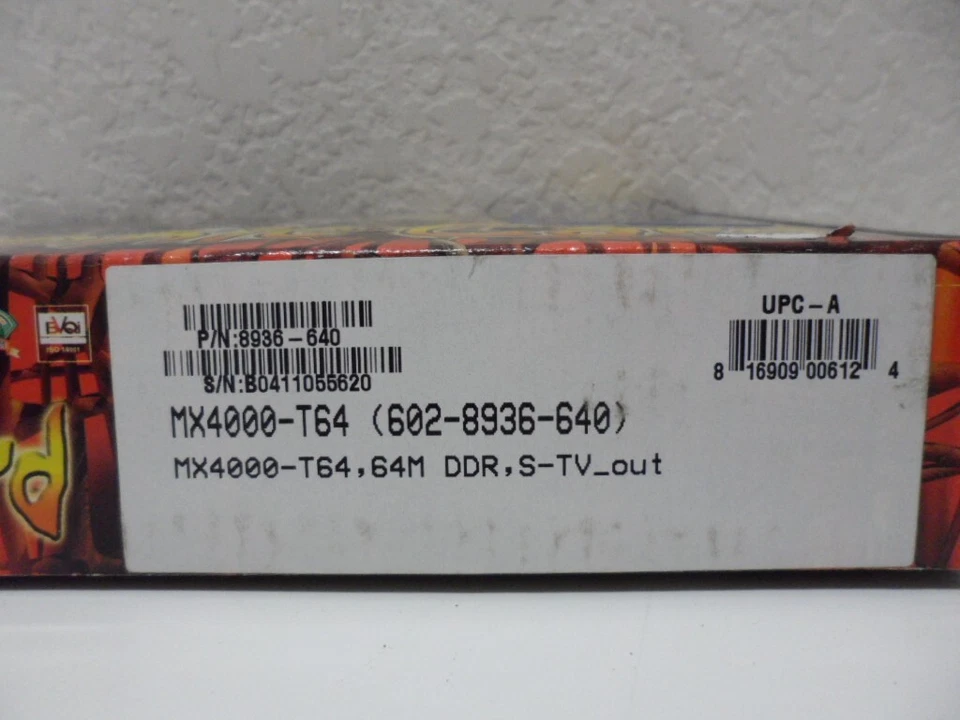 P/N:8936-640
S/N:B0411055620
MX4000-T64 (602-8936-640)
MX4000-T64,64M DDR,S-TV_out
UPC-A
8 16909 00612 4